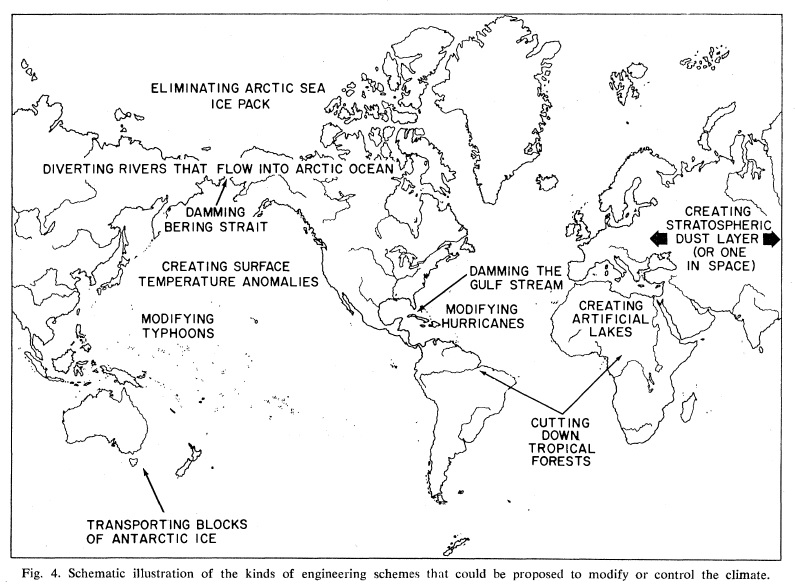 ELIMINATING ARCTIC SEA
ICE PACK
DIVERTING RIVERS THAT FLOW INTO ARCTIC OCEAN
DAMMING
BERING STRAIT
CREATING SURFACE
TEMPERATURE ANOMALIES
MODIFYING
TYPHOONS
DAMMING THE
GULF STREAM
MODIFYING
HURRICANES
CREATING
STRATOSPHERIC
DUST LAYER
(OR ONE
IN SPACE)
CREATING
ARTIFICIAL
LAKES
CUTTING
DOWN
TROPICAL
FORESTS
TRANSPORTING BLOCKS
OF ANTARCTIC ICE
Fig. 4. Schematic illustration of the kinds of engineering schemes that could be proposed to modify or control the climate.